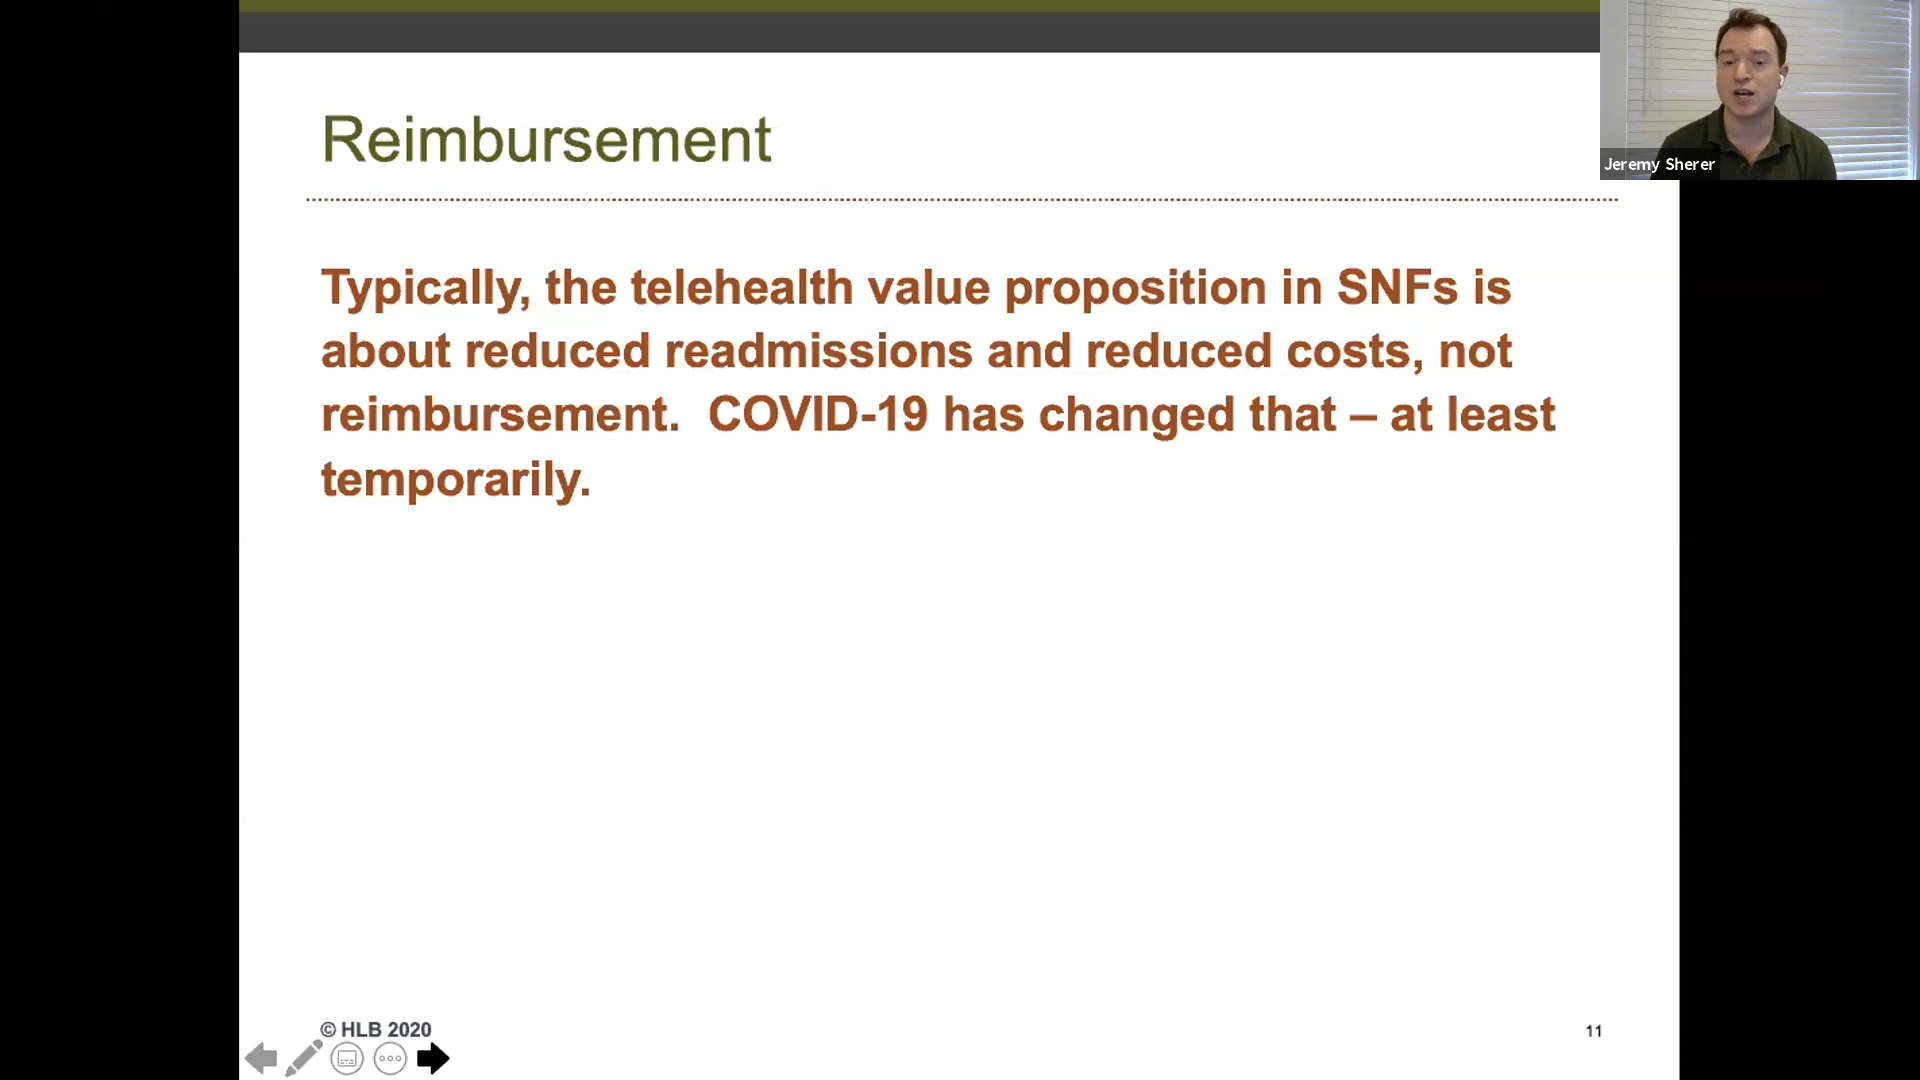 Jeremy Sherer
Reimbursement
Typically, the telehealth value proposition in SNFs is
about reduced readmissions and reduced costs, not
reimbursement.  COVID-19 has changed that – at least
temporarily.
© HLB 2020
11